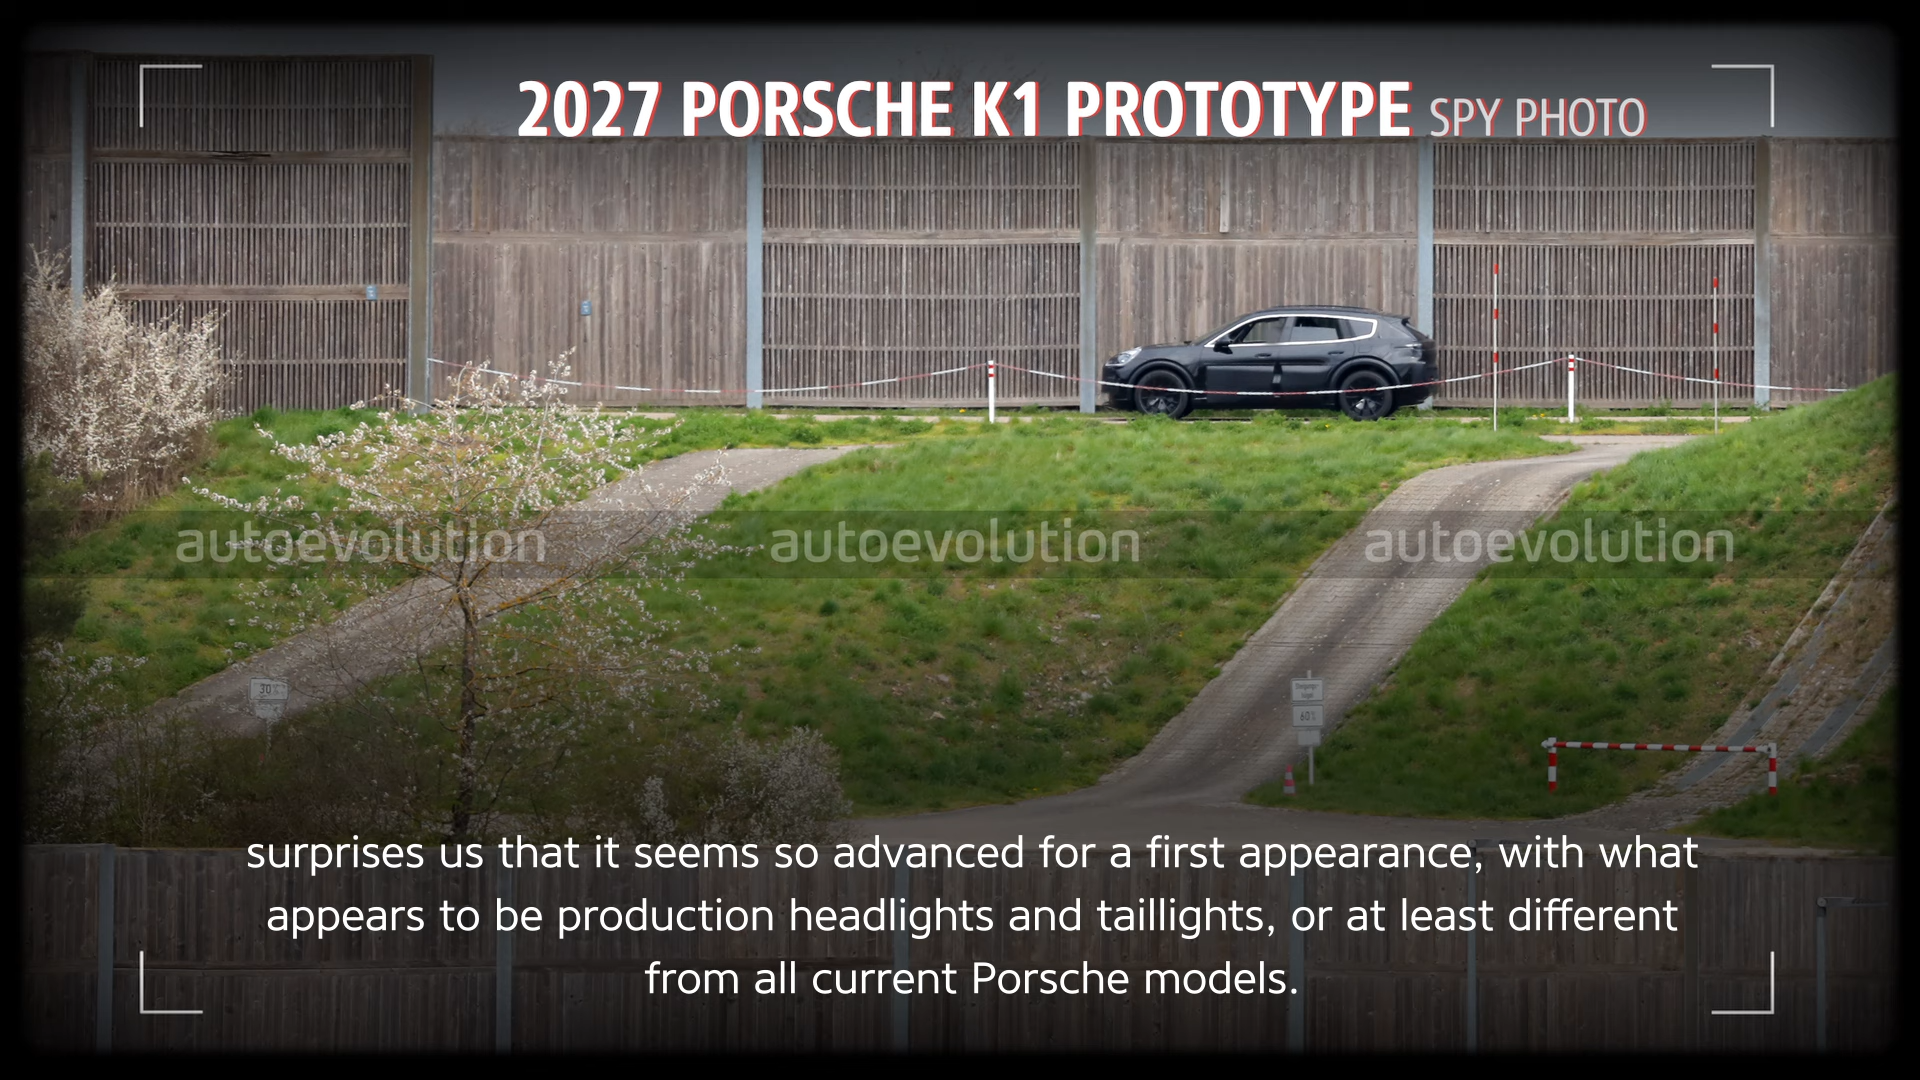 2027 PORSCHE K1 PROTOTYPE SPY PHOTO
autoevolution autoevolution autoevolution
30%
60%
surprises us that it seems so advanced for a first appearance, with what
appears to be production headlights and taillights, or at least different
from all current Porsche models.